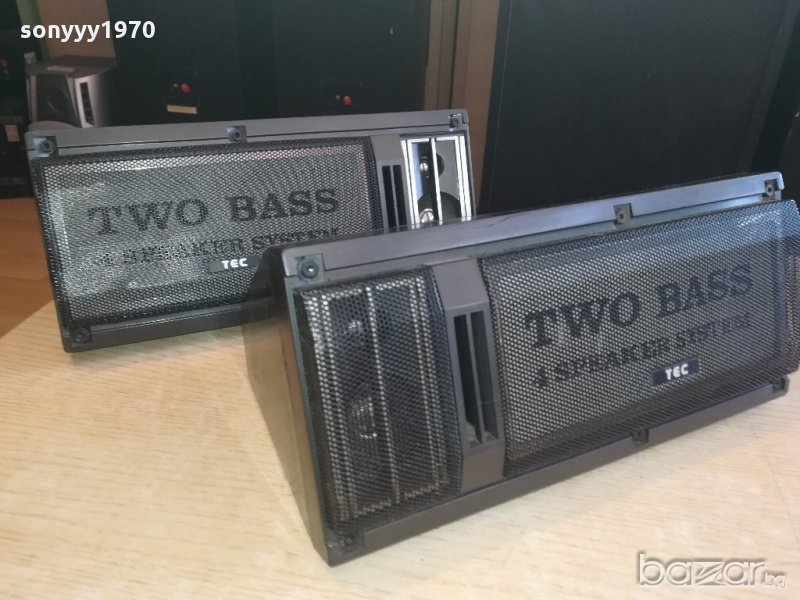 sonyyy1970
TWO BASS
4 SPEAKER SYSTEM
TEC
TWO BASS
4 SPEAKER SYSTEM
TEC
bazar.bg